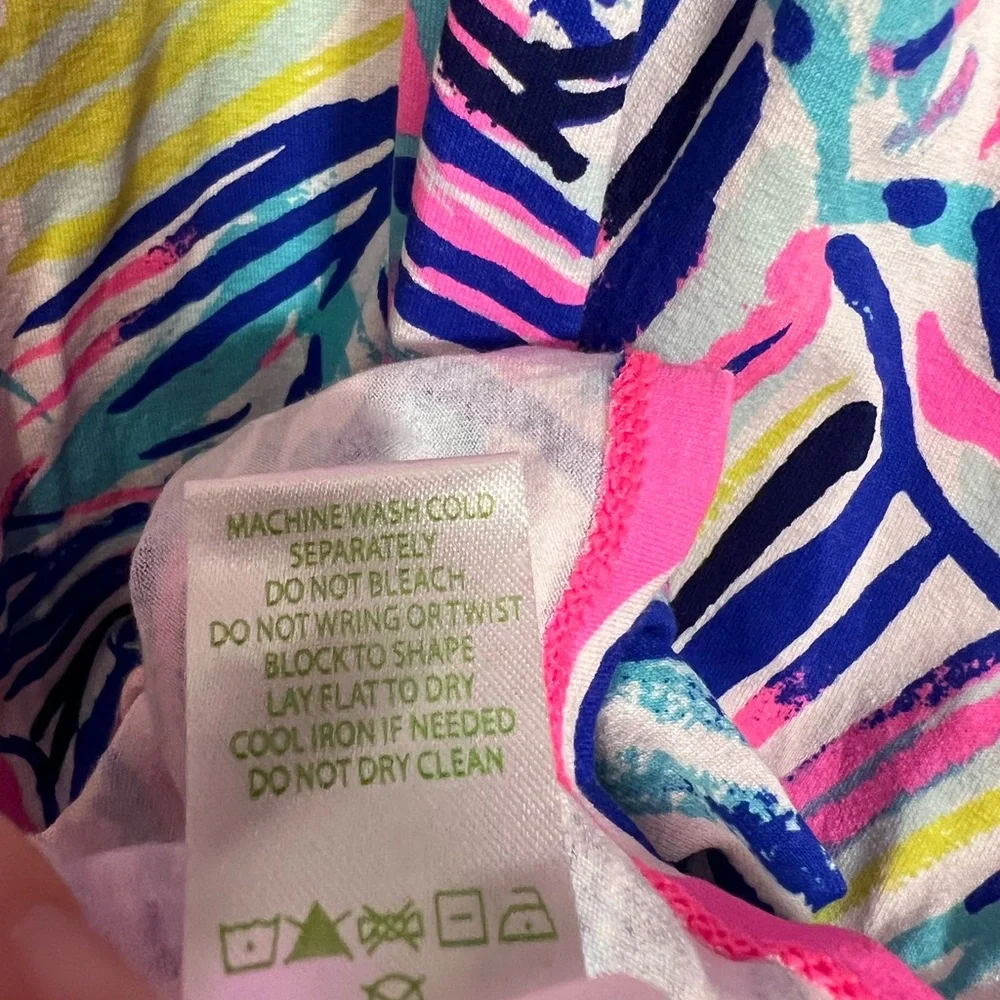 MACHINE WASH COLD
SEPARATELY
DO NOT BLEACH
DO NOT WRING OR TWIST
BLOCK TO SHAPE
LAY FLAT TO DRY
COOL IRON IF NEEDED
DO NOT DRY CLEAN